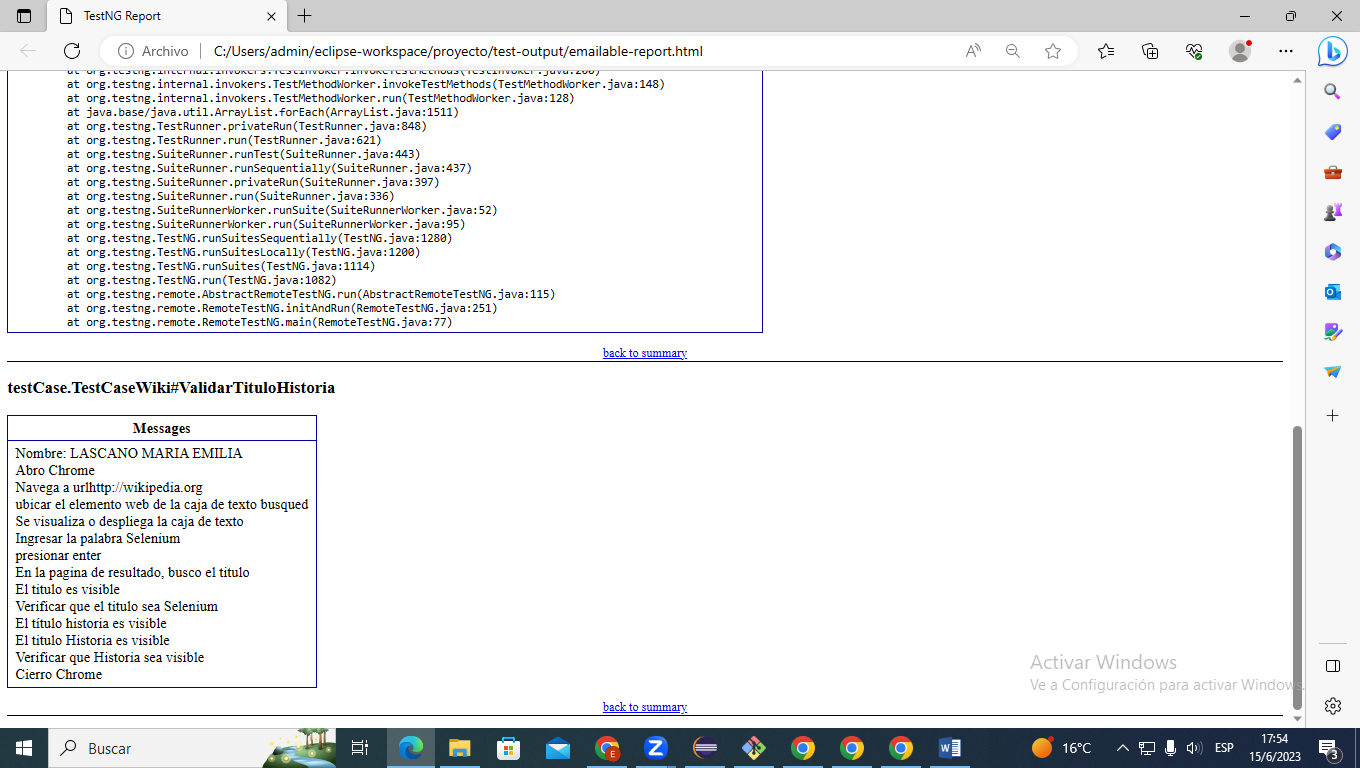 TestNG Report
Archivo
C:/Users/admin/eclipse-workspace/proyecto/test-output/emailable-report.html
at org.testng.internal.invokers.TestInvoker.invokeTestMethods(TestInvoker.java:200)
at org.testng.internal.invokers.TestMethodWorker.invokeTestMethods(TestMethodWorker.java:148)
at org.testng.internal.invokers.TestMethodWorker.run(TestMethodWorker.java:128)
at java.base/java.util.ArrayList.forEach(ArrayList.java:1511)
at org.testng.TestRunner.privateRun(TestRunner.java:848)
at org.testng.TestRunner.run(TestRunner.java:621)
at org.testng.SuiteRunner.runTest(SuiteRunner.java:443)
at org.testng.SuiteRunner.runSequentially(SuiteRunner.java:437)
at org.testng.SuiteRunner.privateRun(SuiteRunner.java:397)
at org.testng.SuiteRunner.run(SuiteRunner.java:336)
at org.testng.SuiteRunnerWorker.runSuite(SuiteRunnerWorker.java:52)
at org.testng.SuiteRunnerWorker.run(SuiteRunnerWorker.java:95)
at org.testng.TestNG.runSuitesSequentially(TestNG.java:1280)
at org.testng.TestNG.runSuitesLocally(TestNG.java:1200)
at org.testng.TestNG.runSuites(TestNG.java:1114)
at org.testng.TestNG.run(TestNG.java:1082)
at org.testng.remote.AbstractRemoteTestNG.run(AbstractRemoteTestNG.java:115)
at org.testng.remote.RemoteTestNG.initAndRun(RemoteTestNG.java:251)
at org.testng.remote.RemoteTestNG.main(RemoteTestNG.java:77)
back to summary
testCase.TestCaseWiki#ValidarTituloHistoria
Messages
Nombre: LASCANO MARIA EMILIA
Abro Chrome
Navega a urlhttp://wikipedia.org
ubicar el elemento web de la caja de texto busqued
Se visualiza o despliega la caja de texto
Ingresar la palabra Selenium
presionar enter
En la pagina de resultado, busco el titulo
El titulo es visible
Verificar que el titulo sea Selenium
El título historia es visible
El titulo Historia es visible
Verificar que Historia sea visible
Cierro Chrome
Activar Windows
Ve a Configuración para activar Windows.
back to summary
Buscar
E
16°C
ESP
17:54
15/6/2023
3